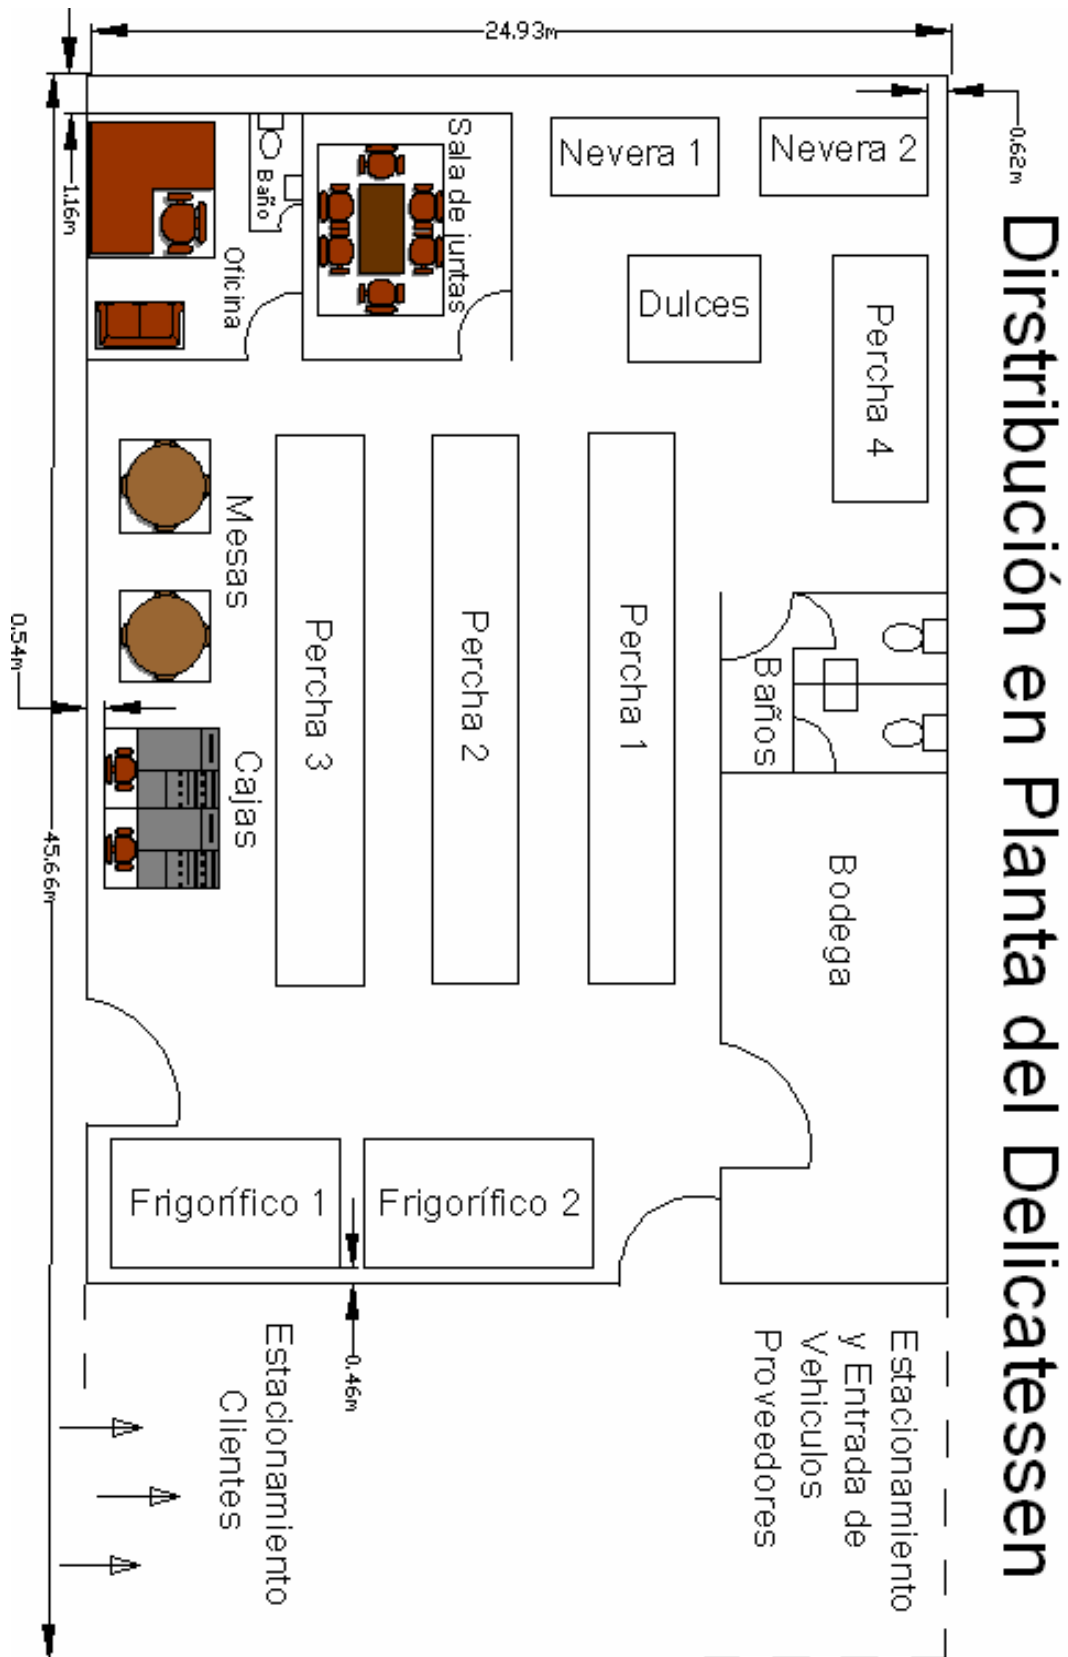 Dirstribución en Planta del Delicatessen
24.93m
0.62m
1.16m
0.54m
45.66m
0.46m
Nevera 1
Nevera 2
Sala de juntas
Baño
Oficina
Dulces
Percha 4
Mesas
Percha 3
Percha 2
Percha 1
Baños
Cajas
Bodega
Frigorífico 1
Frigorífico 2
Estacionamiento
Clientes
Estacionamiento
y Entrada de
Vehiculos
Proveedores